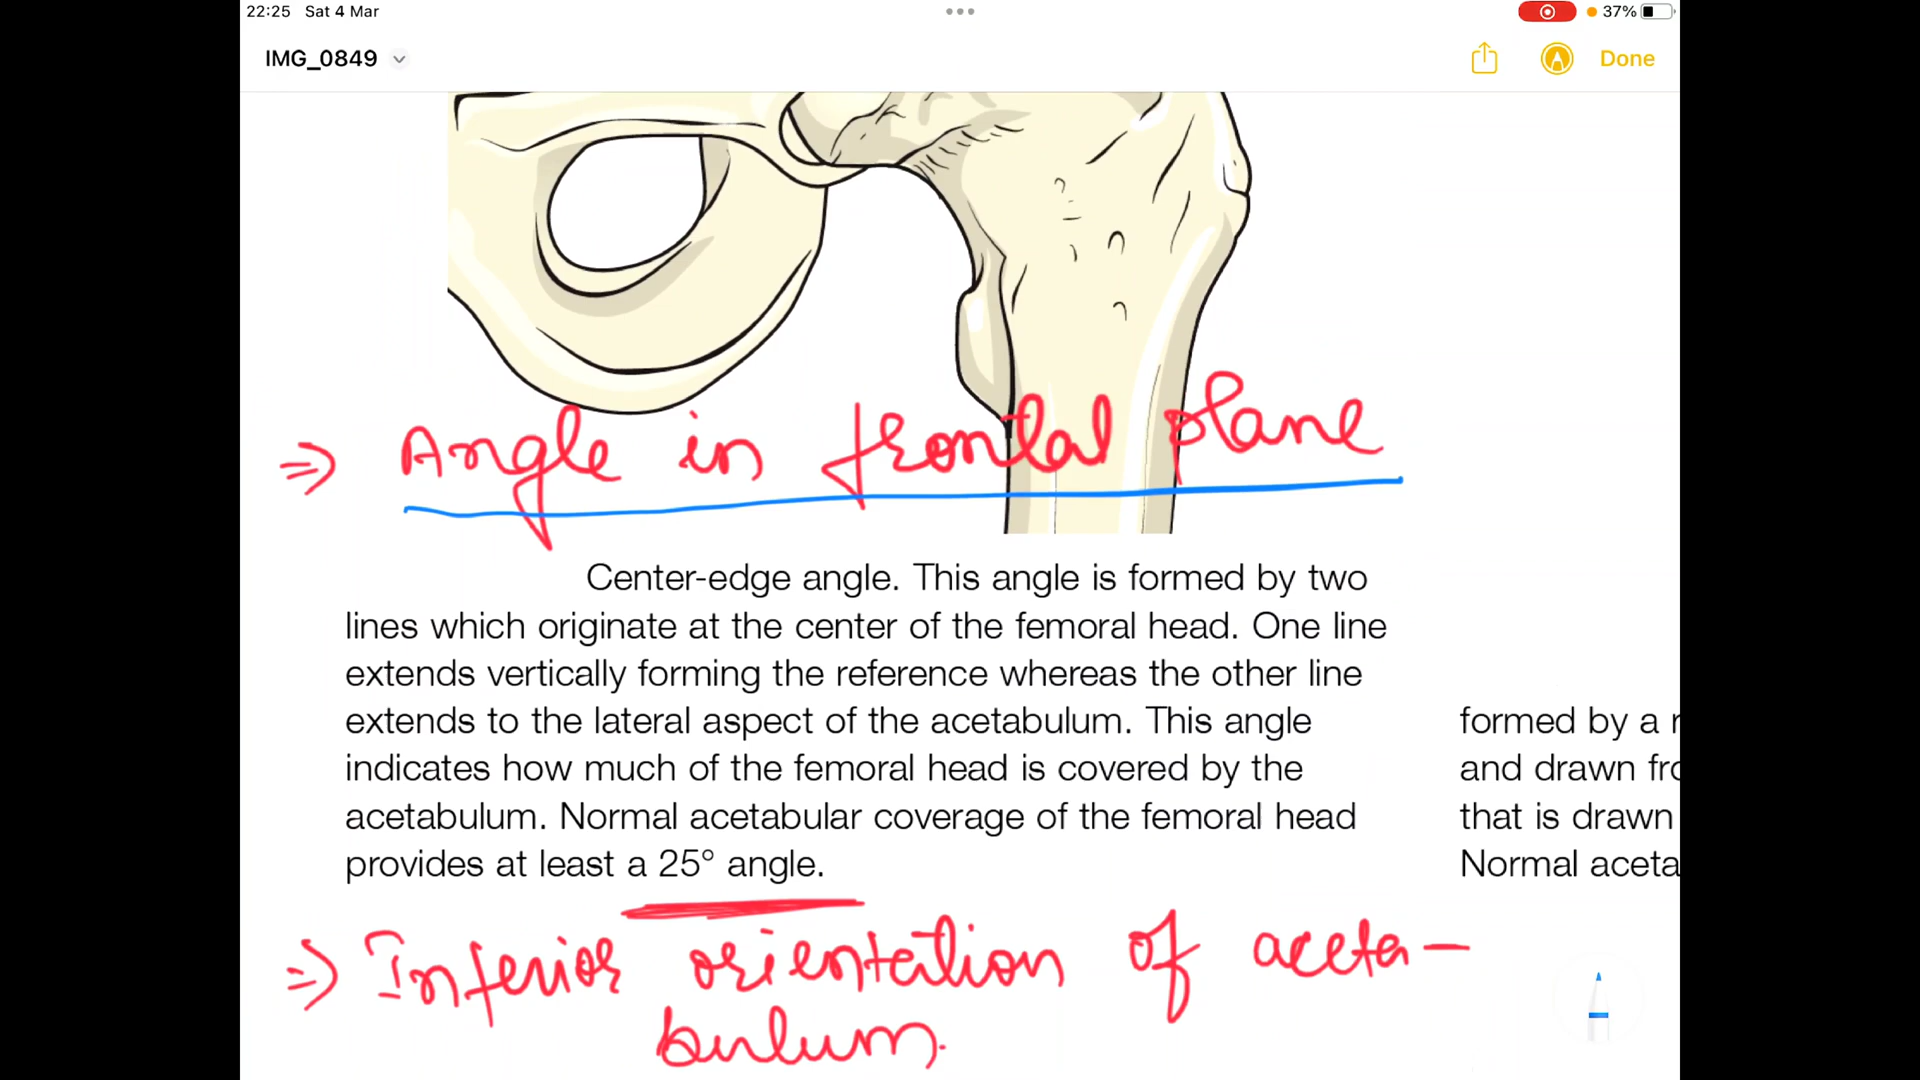 22:25 Sat 4 Mar
37%
IMG_0849
Done
⇒ Angle in frontal plane
Center-edge angle. This angle is formed by two
lines which originate at the center of the femoral head. One line
extends vertically forming the reference whereas the other line
extends to the lateral aspect of the acetabulum. This angle
indicates how much of the femoral head is covered by the
acetabulum. Normal acetabular coverage of the femoral head
provides at least a 25° angle.
formed by a
and drawn
that is drawn
Normal
⇒ Inferior orientation of aceta-
bulum.